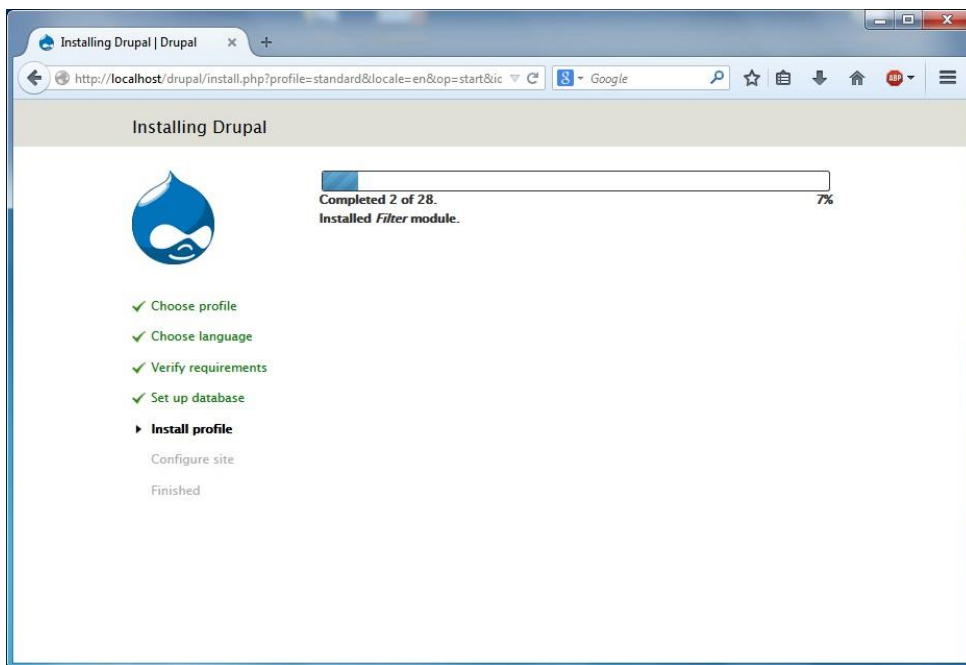 Installing Drupal | Drupal
http://localhost/drupal/install.php?profile=standard&locale=en&op=start&ic
8 Google
ABP
Installing Drupal
Completed 2 of 28. 7%
Installed Filter module.
Choose profile
Choose language
Verify requirements
Set up database
Install profile
Configure site
Finished